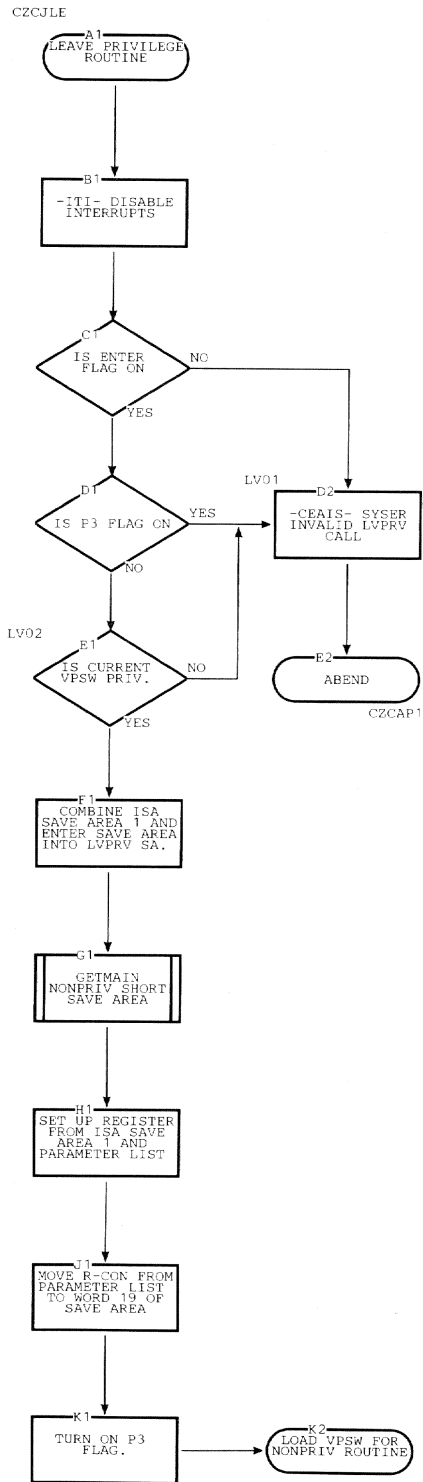 CZCJLE
A1
LEAVE PRIVILEGE
ROUTINE
B1
-ITI- DISABLE
INTERRUPTS
C1
IS ENTER
FLAG ON
NO
YES
LV01
D1
IS P3 FLAG ON
YES
NO
D2
-CEAIS- SYSER
INVALID LVPRV
CALL
LV02
E1
IS CURRENT
VPSW PRIV.
NO
YES
E2
ABEND
CZCAP1
F1
COMBINE ISA
SAVE AREA 1 AND
ENTER SAVE AREA
INTO LVPRV SA.
G1
GETMAIN
NONPRIV SHORT
SAVE AREA
H1
SET UP REGISTER
FROM ISA SAVE
AREA 1 AND
PARAMETER LIST
J1
MOVE R-CON FROM
PARAMETER LIST
TO WORD 19 OF
SAVE AREA
K1
TURN ON P3
FLAG.
K2
LOAD VPSW FOR
NONPRIV ROUTINE